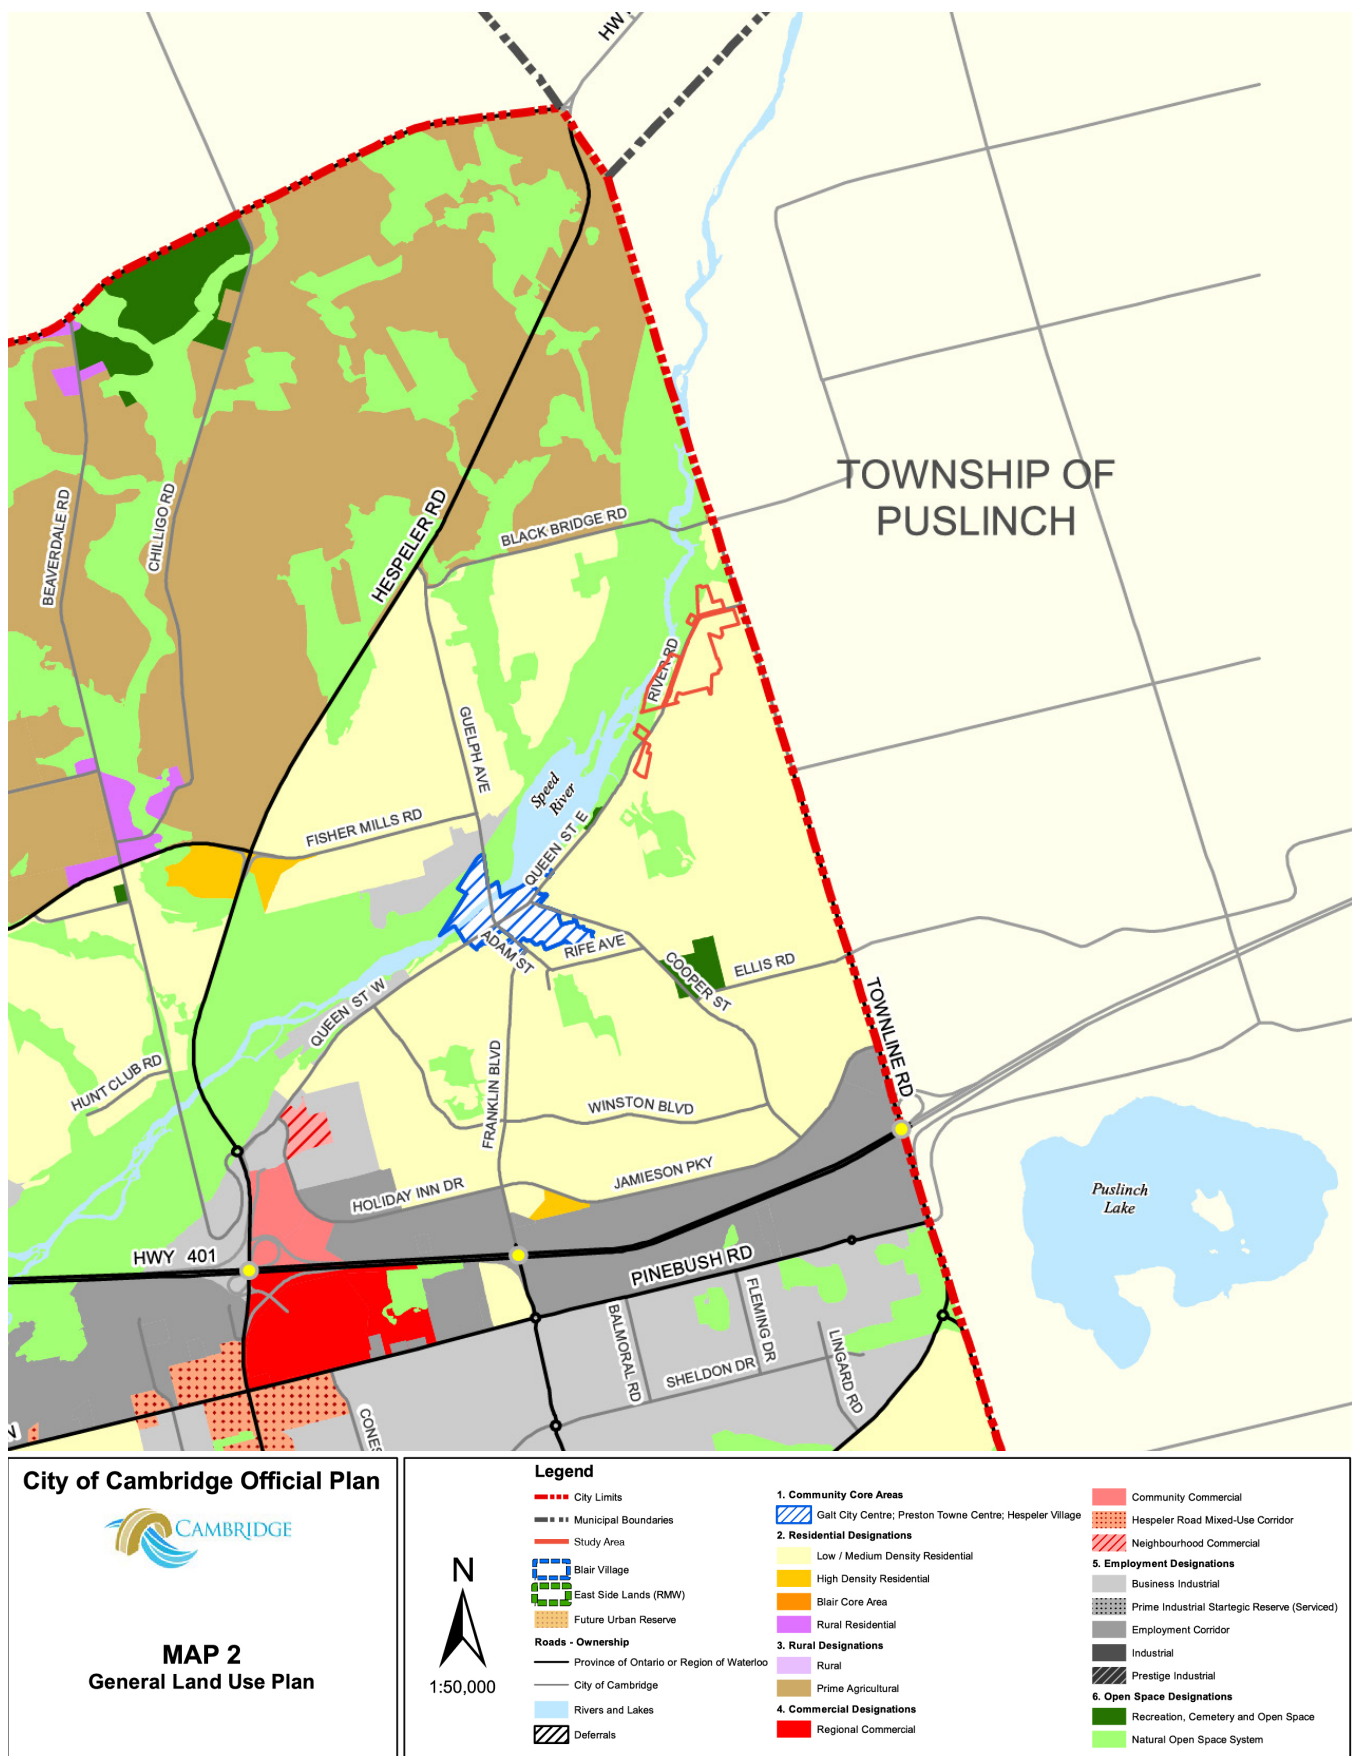 HW
TOWNSHIP OF
PUSLINCH
BEAVERDALE RD
CHILLIGO RD
HESPELER RD
BLACK BRIDGE RD
RIVER RD
GUELPH AVE
Speed
River
FISHER MILLS RD
QUEEN ST E
ADAM ST
RIFE AVE
COOPER ST
ELLIS RD
QUEEN ST W
TOWNLINE RD
HUNT CLUB RD
FRANKLIN BLVD
WINSTON BLVD
JAMIESON PKY
HOLIDAY INN DR
Puslinch
Lake
HWY 401
PINEBUSH RD
BALMORAL RD
FLEMING DR
SHELDON DR
LINGARD RD
CONES
N
City of Cambridge Official Plan
CAMBRIDGE
MAP 2
General Land Use Plan
N
1:50,000
Legend
City Limits
Municipal Boundaries
Study Area
Blair Village
East Side Lands (RMW)
Future Urban Reserve
Roads - Ownership
Province of Ontario or Region of Waterloo
City of Cambridge
Rivers and Lakes
Deferrals
1. Community Core Areas
Galt City Centre; Preston Towne Centre; Hespeler Village
2. Residential Designations
Low / Medium Density Residential
High Density Residential
Blair Core Area
Rural Residential
3. Rural Designations
Rural
Prime Agricultural
4. Commercial Designations
Regional Commercial
Community Commercial
Hespeler Road Mixed-Use Corridor
Neighbourhood Commercial
5. Employment Designations
Business Industrial
Prime Industrial Startegic Reserve (Serviced)
Employment Corridor
Industrial
Prestige Industrial
6. Open Space Designations
Recreation, Cemetery and Open Space
Natural Open Space System